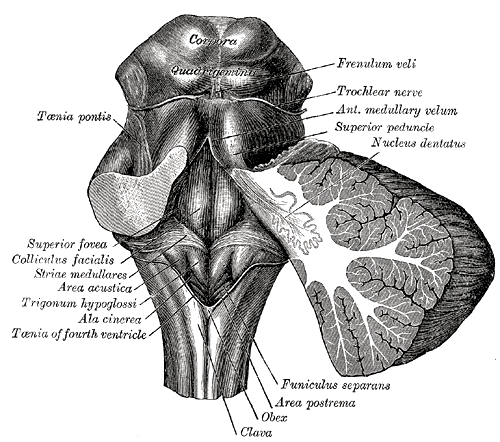 Corpora
Quadrigemina
Frenulum veli
Trochlear nerve
Ant. medullary velum
Superior peduncle
Nucleus dentatus
Tænia pontis
Superior fovea
Colliculus facialis
Striae medullares
Area acustica
Trigonum hypoglossi
Ala cinerea
Tænia of fourth ventricle
Funiculus separans
Area postrema
Obex
Clava